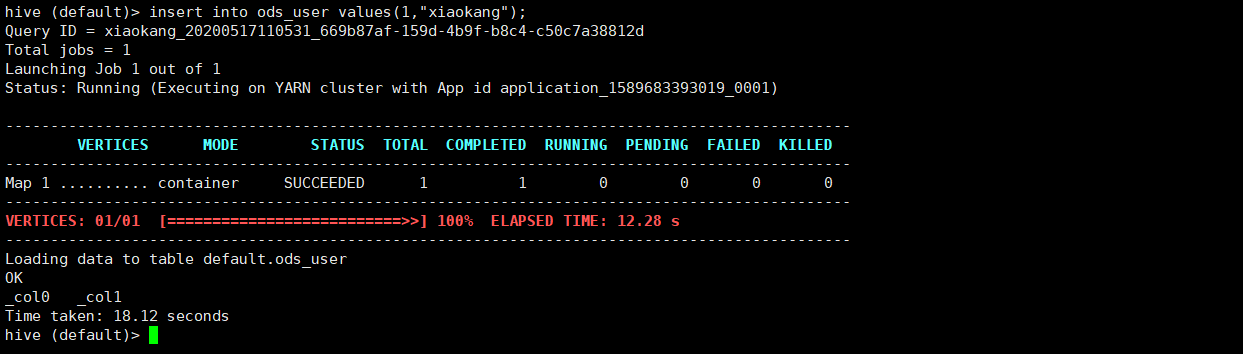 hive (default)> insert into ods_user values(1,"xiaokang");
Query ID = xiaokang_20200517110531_669b87af-159d-4b9f-b8c4-c50c7a38812d
Total jobs = 1
Launching Job 1 out of 1
Status: Running (Executing on YARN cluster with App id application_1589683393019_0001)
----------------------------------------------------------------------------------------------
        VERTICES      MODE        STATUS  TOTAL  COMPLETED  RUNNING  PENDING  FAILED  KILLED
----------------------------------------------------------------------------------------------
Map 1 .......... container     SUCCEEDED      1          1        0        0       0       0
----------------------------------------------------------------------------------------------
VERTICES: 01/01  [==========================>>] 100%  ELAPSED TIME: 12.28 s
----------------------------------------------------------------------------------------------
Loading data to table default.ods_user
OK
_col0   _col1
Time taken: 18.12 seconds
hive (default)>